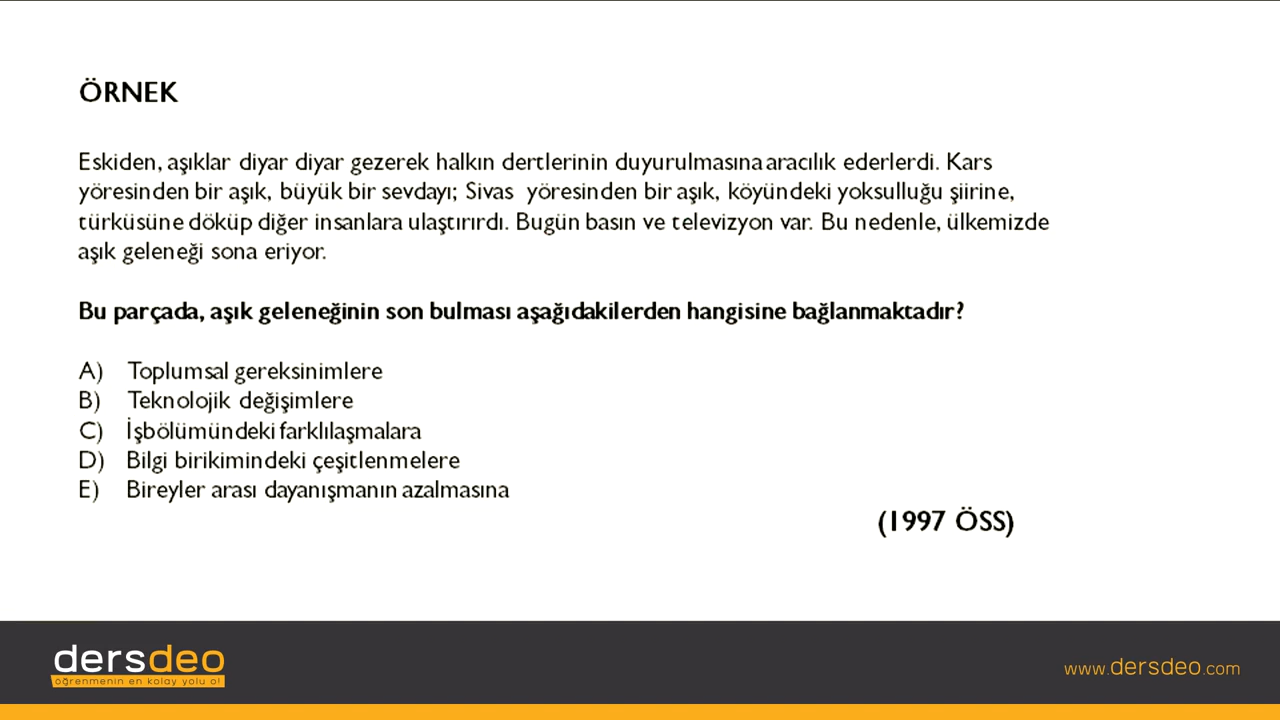 ÖRNEK
Eskiden, aşıklar diyar diyar gezerek halkın dertlerinin duyurulmasına aracılık ederlerdi. Kars
yöresinden bir aşık, büyük bir sevdayı; Sivas yöresinden bir aşık, köyündeki yoksulluğu şiirine,
türküsüne döküp diğer insanlara ulaştırırdı. Bugün basın ve televizyon var. Bu nedenle, ülkemizde
aşık geleneği sona eriyor.
Bu parçada, aşık geleneğinin son bulması aşağıdakilerden hangisine bağlanmaktadır?
A) Toplumsal gereksinimlere
B) Teknolojik değişimlere
C) İşbölümündeki farklılaşmalara
D) Bilgi birikimindeki çeşitlenmelere
E) Bireyler arası dayanışmanın azalmasına
(1997 ÖSS)
dersdeo
öğrenmenin en kolay yolu o!
www.dersdeo.com